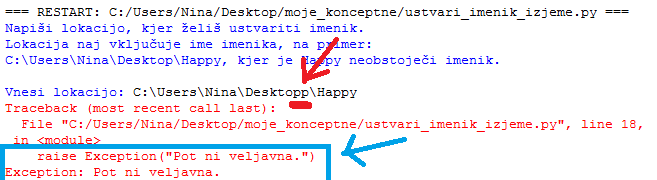 === RESTART: C:/Users/Nina/Desktop/moje_konceptne/ustvari_imenik_izjeme.py ===
Napiši lokacijo, kjer želiš ustvariti imenik.
Lokacija naj vključuje ime imenika, na primer:
C:\Users\Nina\Desktop\Happy, kjer je Happy neobstoječi imenik.
Vnesi lokacijo: C:\Users\Nina\Desktopp\Happy
Traceback (most recent call last):
File "C:/Users/Nina/Desktop/moje_konceptne/ustvari_imenik_izjeme.py", line 18,
in <module>
raise Exception("Pot ni veljavna.")
Exception: Pot ni veljavna.